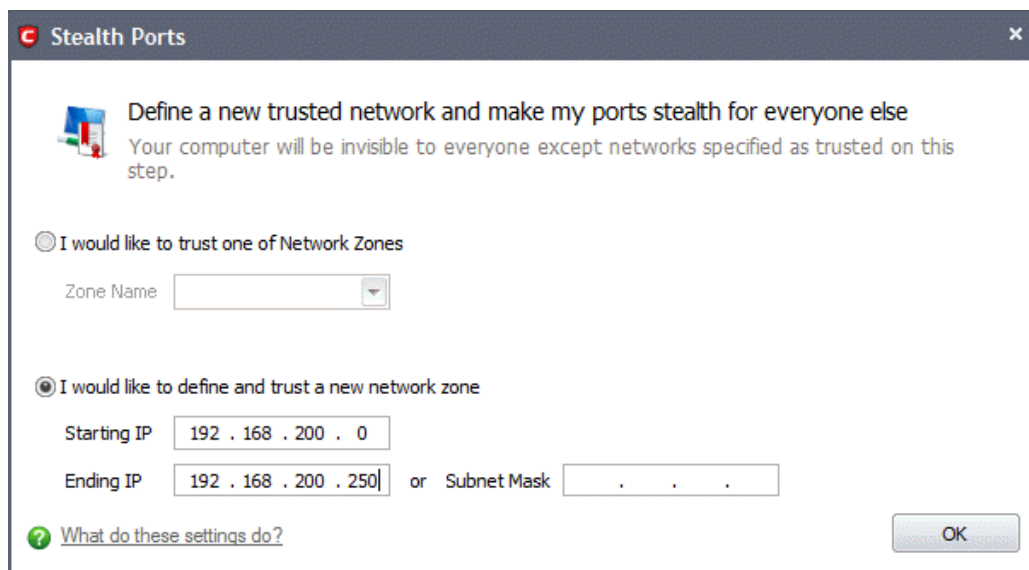 Stealth Ports
Define a new trusted network and make my ports stealth for everyone else
Your computer will be invisible to everyone except networks specified as trusted on this
step.
I would like to trust one of Network Zones
Zone Name
I would like to define and trust a new network zone
Starting IP 192 . 168 . 200 . 0
Ending IP 192 . 168 . 200 . 250 or Subnet Mask . . .
What do these settings do?
OK